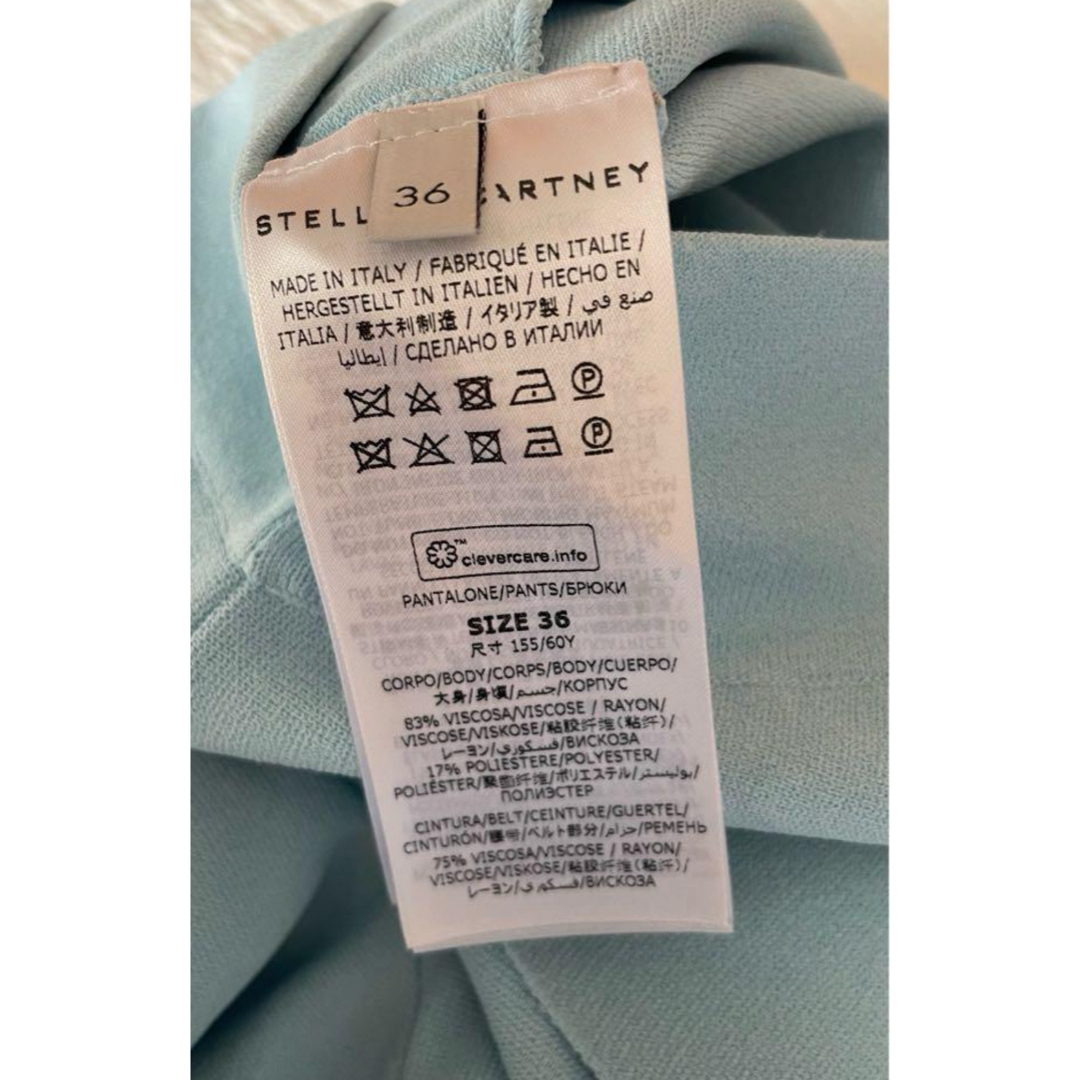 36
STELL CARTNEY
MADE IN ITALY / FABRIQUÉ EN ITALIE /
HERGESTELLT IN ITALIEN / HECHO EN
ITALIA / 意大利制造 / イタリア製 / صنع في
إيطاليا / СДЕЛАНО В ИТАЛИИ
P
P
clevercare.info
TM
PANTALONE/PANTS/БРЮКИ
SIZE 36
尺寸 155/60Y
CORPO/BODY/CORPS/BODY/CUERPO/
大身/身頃/جسم/КОРПУС
83% VISCOSA/VISCOSE / RAYON/
VISCOSE/VISKOSE/粘胶纤维(粘纤)/
レーヨン/فسكوري/ВИСКОЗА
17% POLIESTERE/POLYESTER/
POLIÉSTER/聚酯纤维/ポリエステル/بوليستر/
ПОЛИЭСТЕР
CINTURA/BELT/CEINTURE/GUERTEL/
CINTURÓN/腰带/ベルト部分/حزام/РЕМЕНЬ
75% VISCOSA/VISCOSE / RAYON/
VISCOSE/VISKOSE/粘胶纤维(粘纤)/
レーヨン/فسكوري/ВИСКОЗА